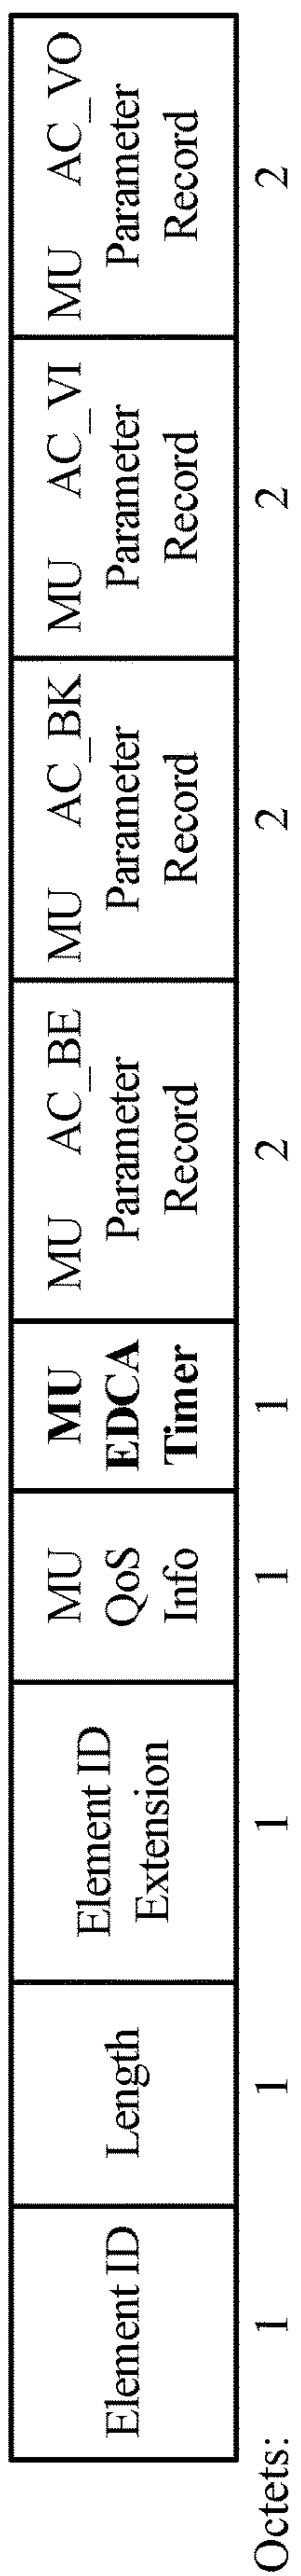 Element ID
Length
Element ID
Extension
MU
QoS
Info
MU
EDCA
Timer
MU AC_BE
Parameter
Record
MU AC_BK
Parameter
Record
MU AC_VI
Parameter
Record
MU AC_VO
Parameter
Record
Octets: 1 1 1 1 1 2 2 2 2